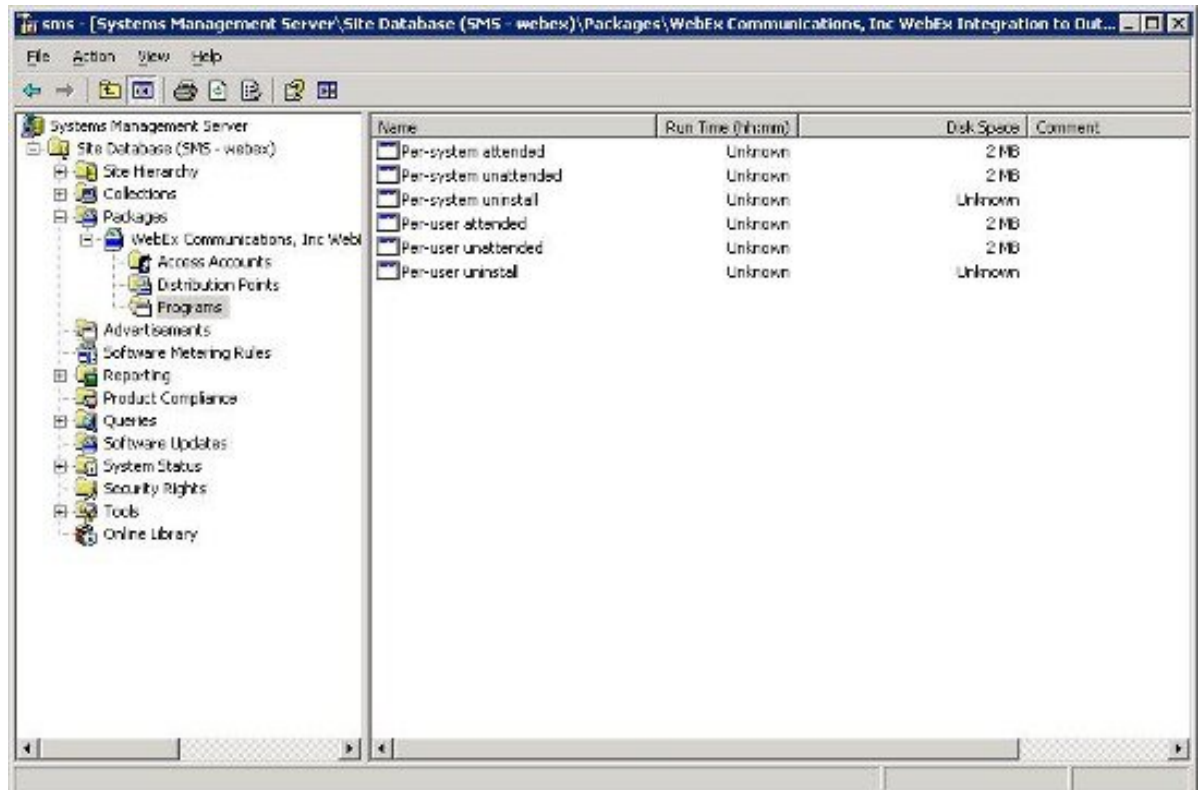 sms - [Systems Management Server\Site Database (SMS - webex)\Packages\WebEx Communications, Inc WebEx Integration to Out...
File Action View Help
Systems Management Server
Site Database (SMS - webex)
Site Hierarchy
Collections
Packages
WebEx Communications, Inc Webl
Access Accounts
Distribution Points
Programs
Advertisements
Software Metering Rules
Reporting
Product Compliance
Queries
Software Updates
System Status
Security Rights
Tools
Online Library
Name Run Time (hh:mm) Disk Space Comment
Per-system attended Unknown 2 MB
Per-system unattended Unknown 2 MB
Per-system uninstall Unknown Unknown
Per-user attended Unknown 2 MB
Per-user unattended Unknown 2 MB
Per-user uninstall Unknown Unknown